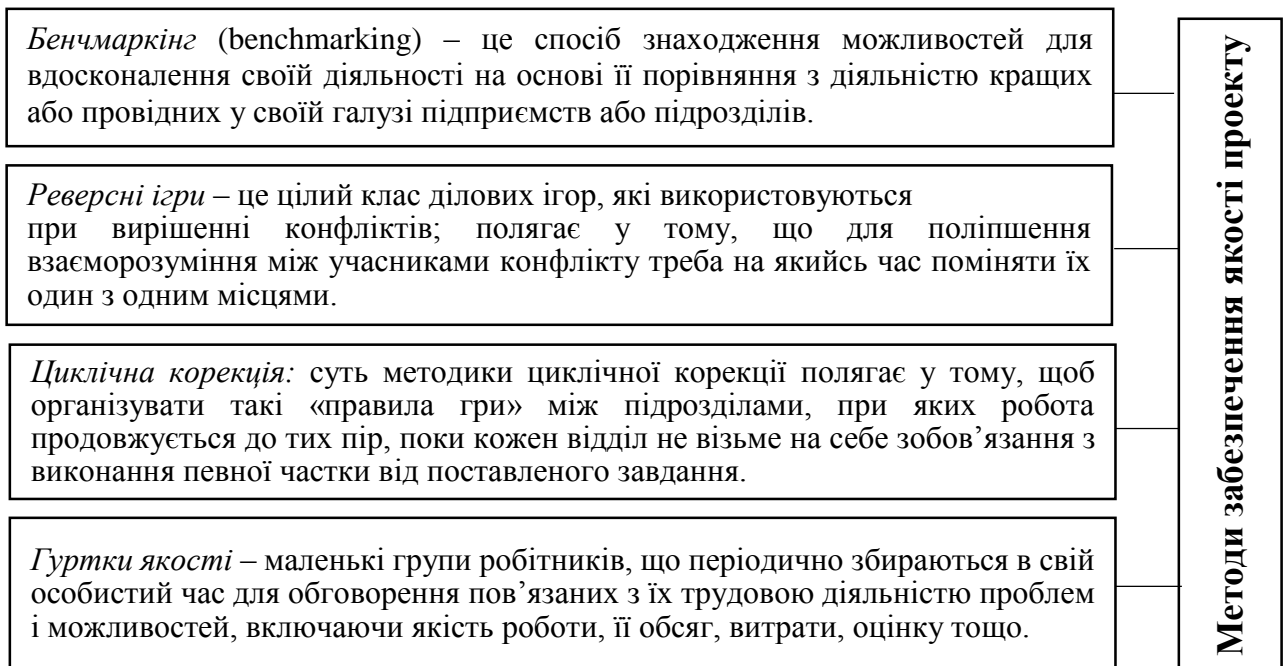 Бенчмаркінг (benchmarking) – це спосіб знаходження можливостей для
вдосконалення своїй діяльності на основі її порівняння з діяльністю кращих
або провідних у своїй галузі підприємств або підрозділів.
Реверсні ігри – це цілий клас ділових ігор, які використовуються
при вирішенні конфліктів; полягає у тому, що для поліпшення
взаєморозуміння між учасниками конфлікту треба на якийсь час поміняти їх
один з одним місцями.
Циклічна корекція: суть методики циклічної корекції полягає у тому, щоб
організувати такі «правила гри» між підрозділами, при яких робота
продовжується до тих пір, поки кожен відділ не візьме на себе зобов’язання з
виконання певної частки від поставленого завдання.
Гуртки якості – маленькі групи робітників, що періодично збираються в свій
особистий час для обговорення пов’язаних з їх трудовою діяльністю проблем
і можливостей, включаючи якість роботи, її обсяг, витрати, оцінку тощо.
Методи забезпечення якості проекту